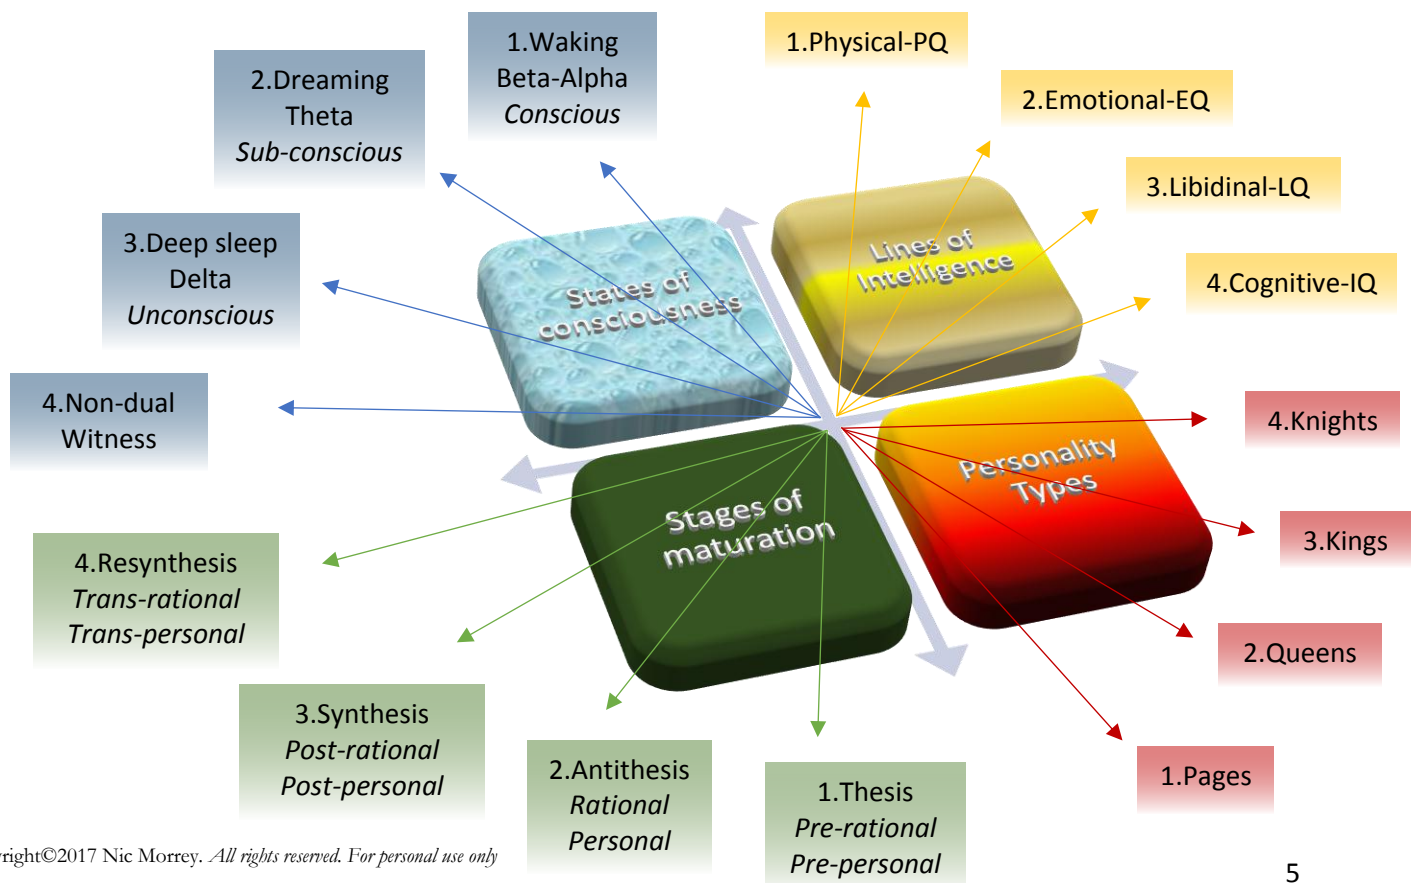 1.Waking
Beta-Alpha
Conscious
1.Physical-PQ
2.Dreaming
Theta
Sub-conscious
2.Emotional-EQ
3.Libidinal-LQ
3.Deep sleep
Delta
Unconscious
4.Cognitive-IQ
States of
consciousness
Lines of
Intelligence
4.Non-dual
Witness
4.Knights
Personality
Types
Stages of
maturation
3.Kings
4.Resynthesis
Trans-rational
Trans-personal
2.Queens
3.Synthesis
Post-rational
Post-personal
2.Antithesis
Rational
Personal
1.Thesis
Pre-rational
Pre-personal
1.Pages
right©2017 Nic Morrey. All rights reserved. For personal use only
5